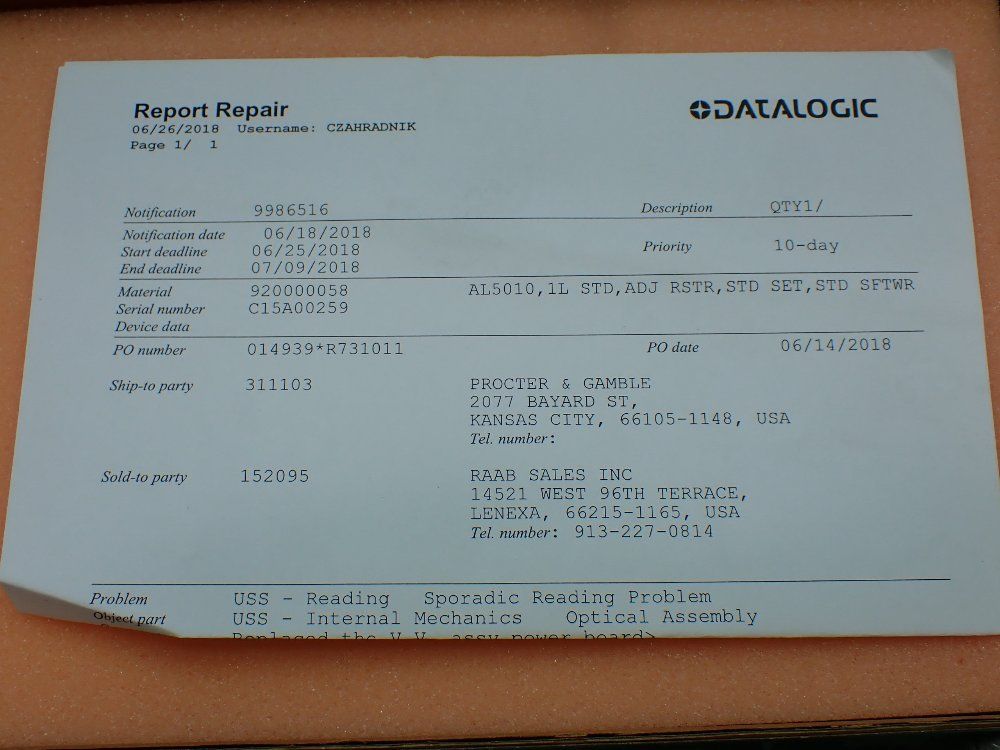 Report Repair
DATALOGIC
06/26/2018 Username: CZAHRADNIK
Page 1/ 1
Notification 9986516 Description QTY1/
Notification date 06/18/2018
Start deadline 06/25/2018 Priority 10-day
End deadline 07/09/2018
Material 920000058 AL5010,1L STD,ADJ RSTR,STD SET,STD SFTWR
Serial number C15A00259
Device data
PO number 014939*R731011 PO date 06/14/2018
Ship-to party 311103 PROCTER & GAMBLE
2077 BAYARD ST,
KANSAS CITY, 66105-1148, USA
Tel. number:
Sold-to party 152095 RAAB SALES INC
14521 WEST 96TH TERRACE,
LENEXA, 66215-1165, USA
Tel. number: 913-227-0814
Problem USS - Reading Sporadic Reading Problem
Object part USS - Internal Mechanics Optical Assembly
Replaced the assy power board>